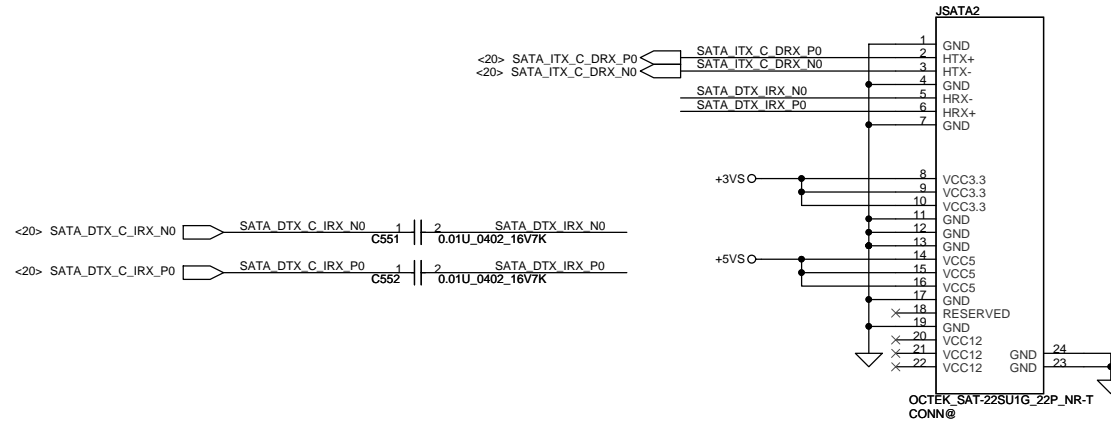 JSATA2
1 GND
<20> SATA_ITX_C_DRX_P0 SATA_ITX_C_DRX_P0 2 HTX+
<20> SATA_ITX_C_DRX_N0 SATA_ITX_C_DRX_N0 3 HTX-
4 GND
SATA_DTX_IRX_N0 5 HRX-
SATA_DTX_IRX_P0 6 HRX+
7 GND
+3VS 8 VCC3.3
9 VCC3.3
10 VCC3.3
11 GND
<20> SATA_DTX_C_IRX_N0 SATA_DTX_C_IRX_N0 1 2 SATA_DTX_IRX_N0 12 GND
C551 0.01U_0402_16V7K 13 GND
+5VS 14 VCC5
<20> SATA_DTX_C_IRX_P0 SATA_DTX_C_IRX_P0 1 2 SATA_DTX_IRX_P0 15 VCC5
C552 0.01U_0402_16V7K 16 VCC5
17 GND
18 RESERVED
19 GND
20 VCC12
21 VCC12 GND 24
22 VCC12 GND 23
OCTEK_SAT-22SU1G_22P_NR-T
CONN@